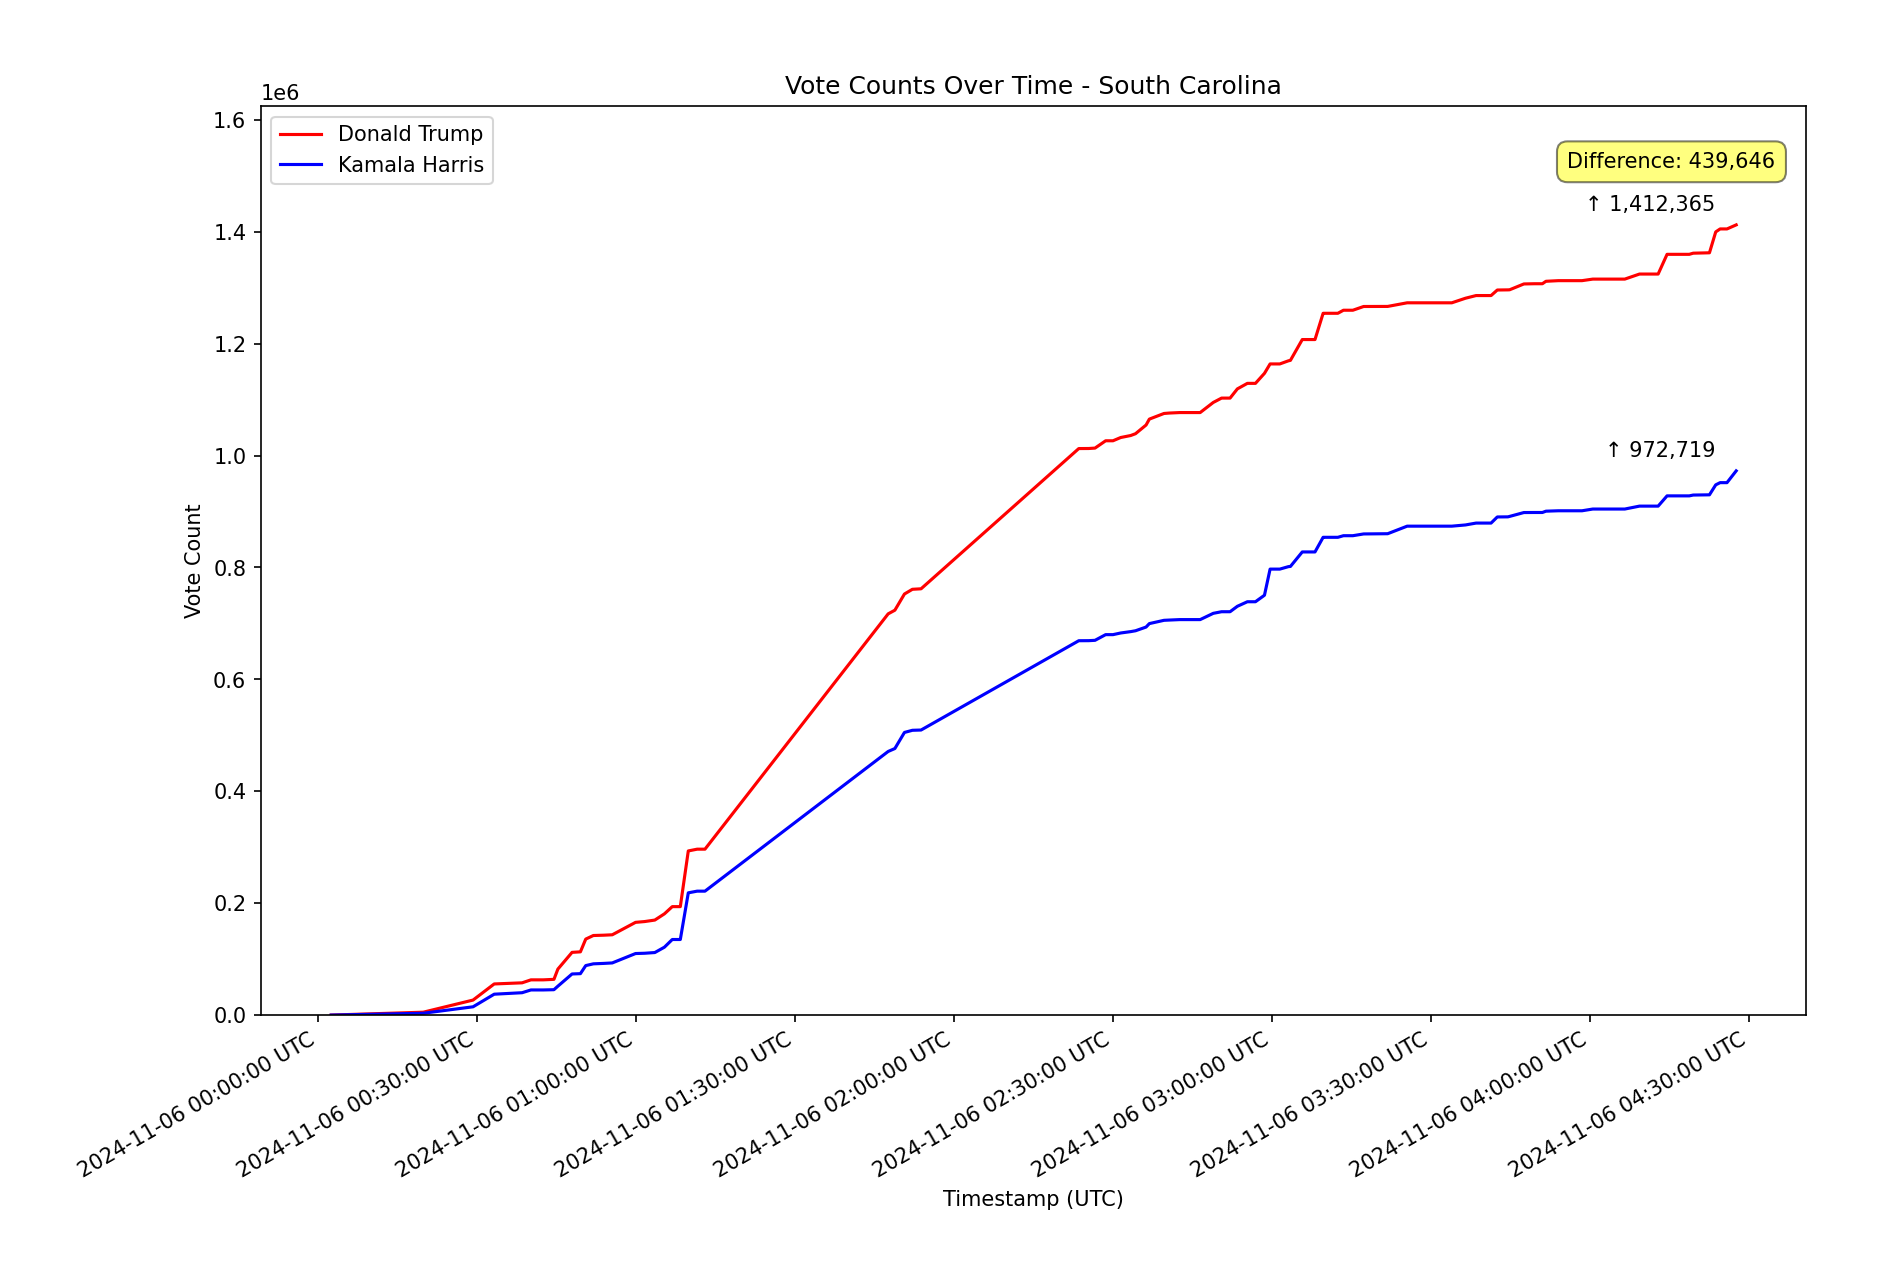 Vote Counts Over Time - South Carolina
1e6
1.6
1.4
1.2
1.0
0.8
0.6
0.4
0.2
0.0
Vote Count
Donald Trump
Kamala Harris
Difference: 439,646
↑ 1,412,365
↑ 972,719
2024-11-06 00:00:00 UTC
2024-11-06 00:30:00 UTC
2024-11-06 01:00:00 UTC
2024-11-06 01:30:00 UTC
2024-11-06 02:00:00 UTC
2024-11-06 02:30:00 UTC
2024-11-06 03:00:00 UTC
2024-11-06 03:30:00 UTC
2024-11-06 04:00:00 UTC
2024-11-06 04:30:00 UTC
Timestamp (UTC)